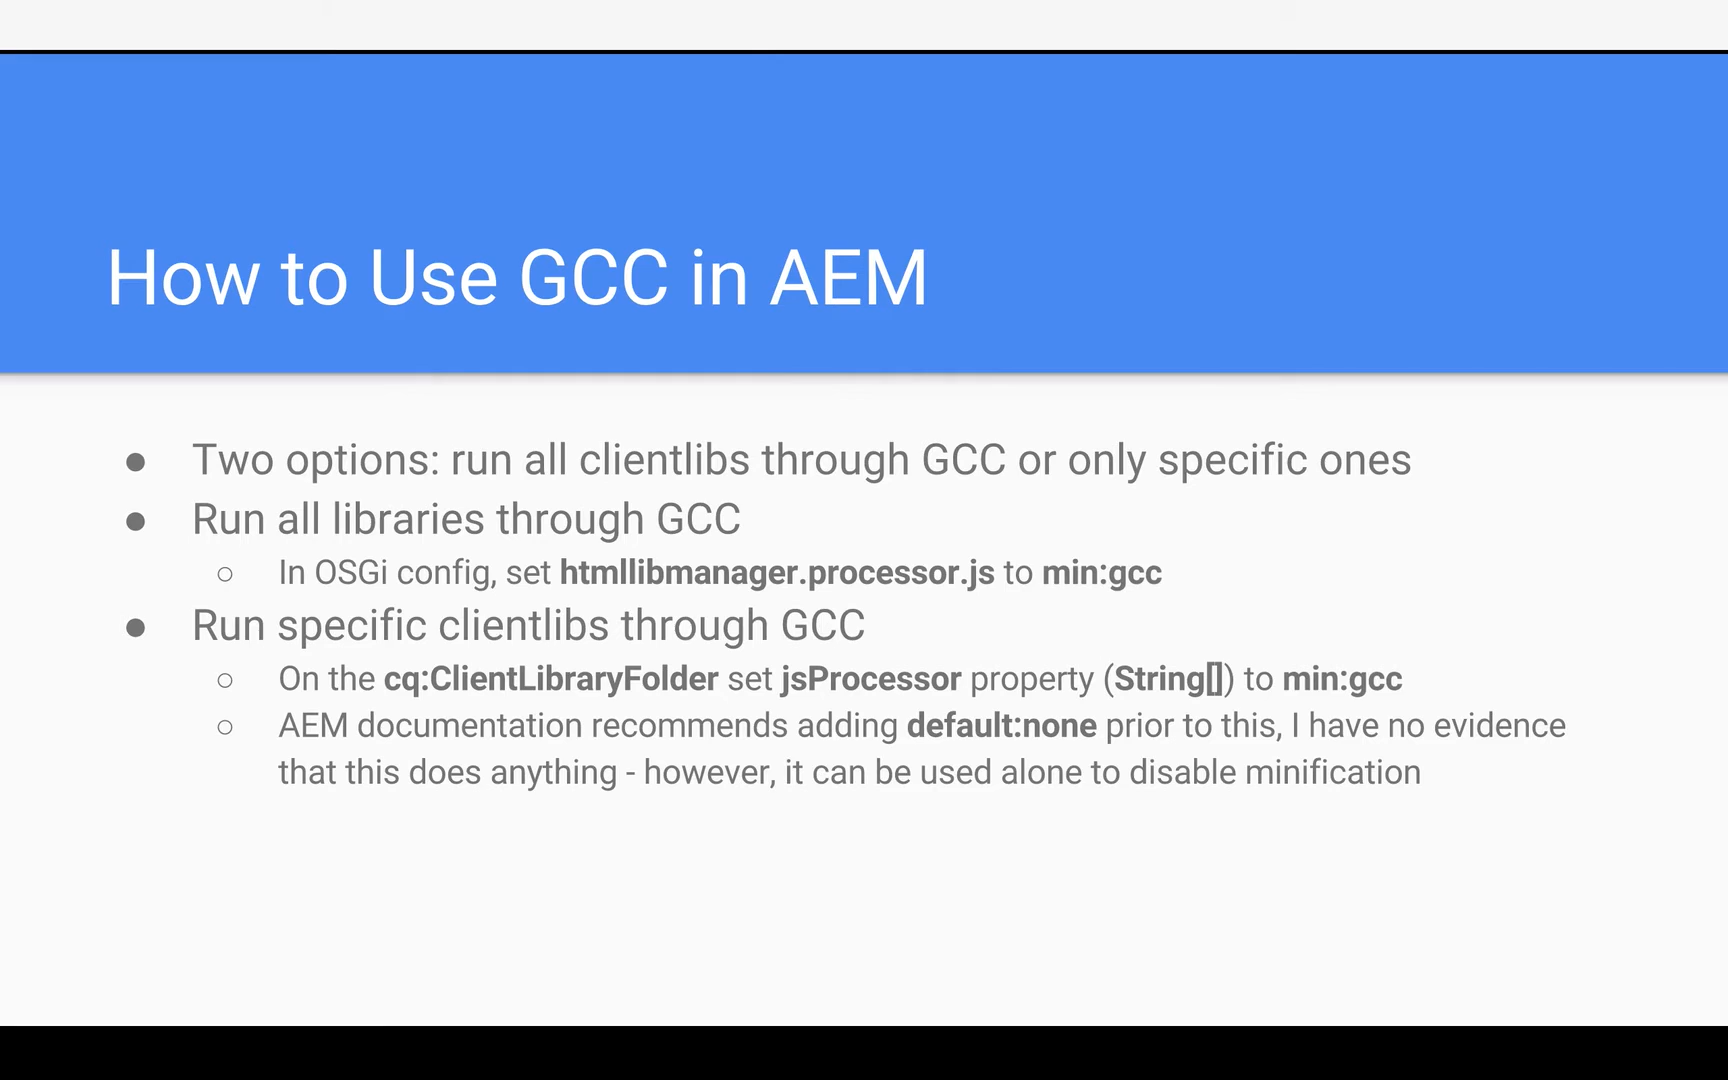 How to Use GCC in AEM
● Two options: run all clientlibs through GCC or only specific ones
● Run all libraries through GCC
○ In OSGi config, set htmllibmanager.processor.js to min:gcc
● Run specific clientlibs through GCC
○ On the cq:ClientLibraryFolder set jsProcessor property (String[]) to min:gcc
○ AEM documentation recommends adding default:none prior to this, I have no evidence
that this does anything - however, it can be used alone to disable minification